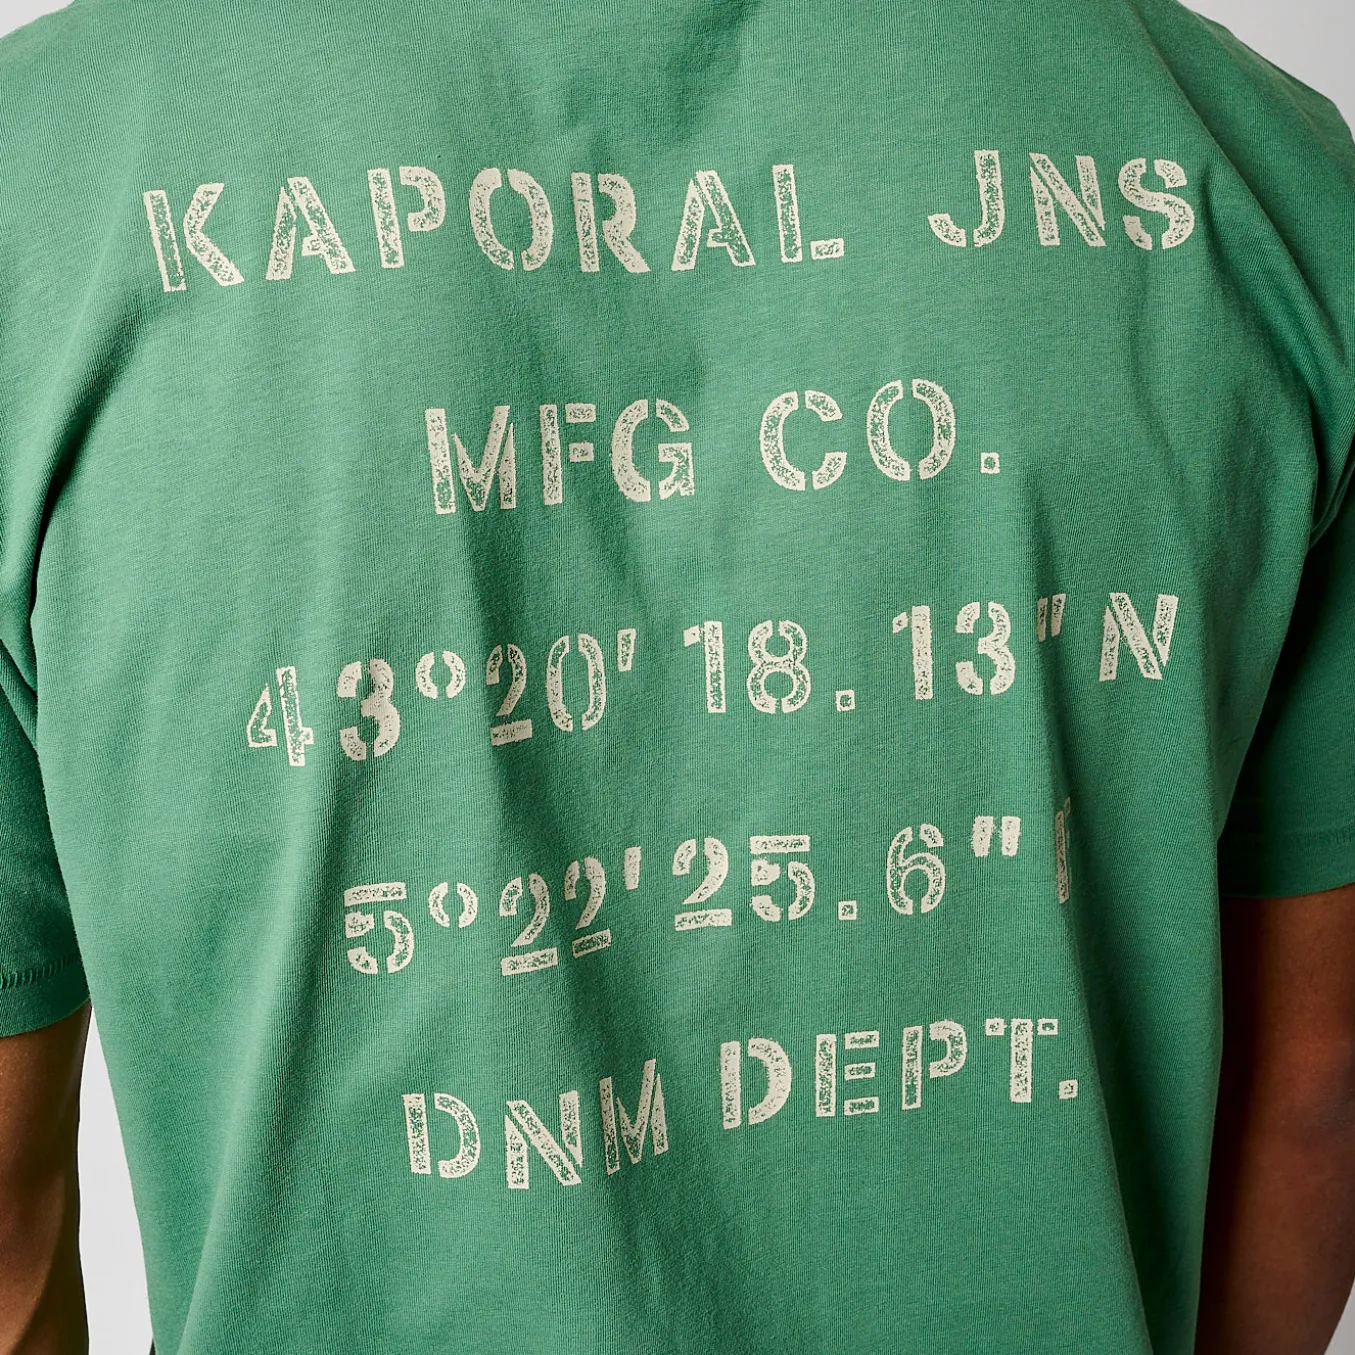 KAPORAL JNS
MFG CO.
43°20' 18.13"N
5°22' 25.6"
DNM DEPT.